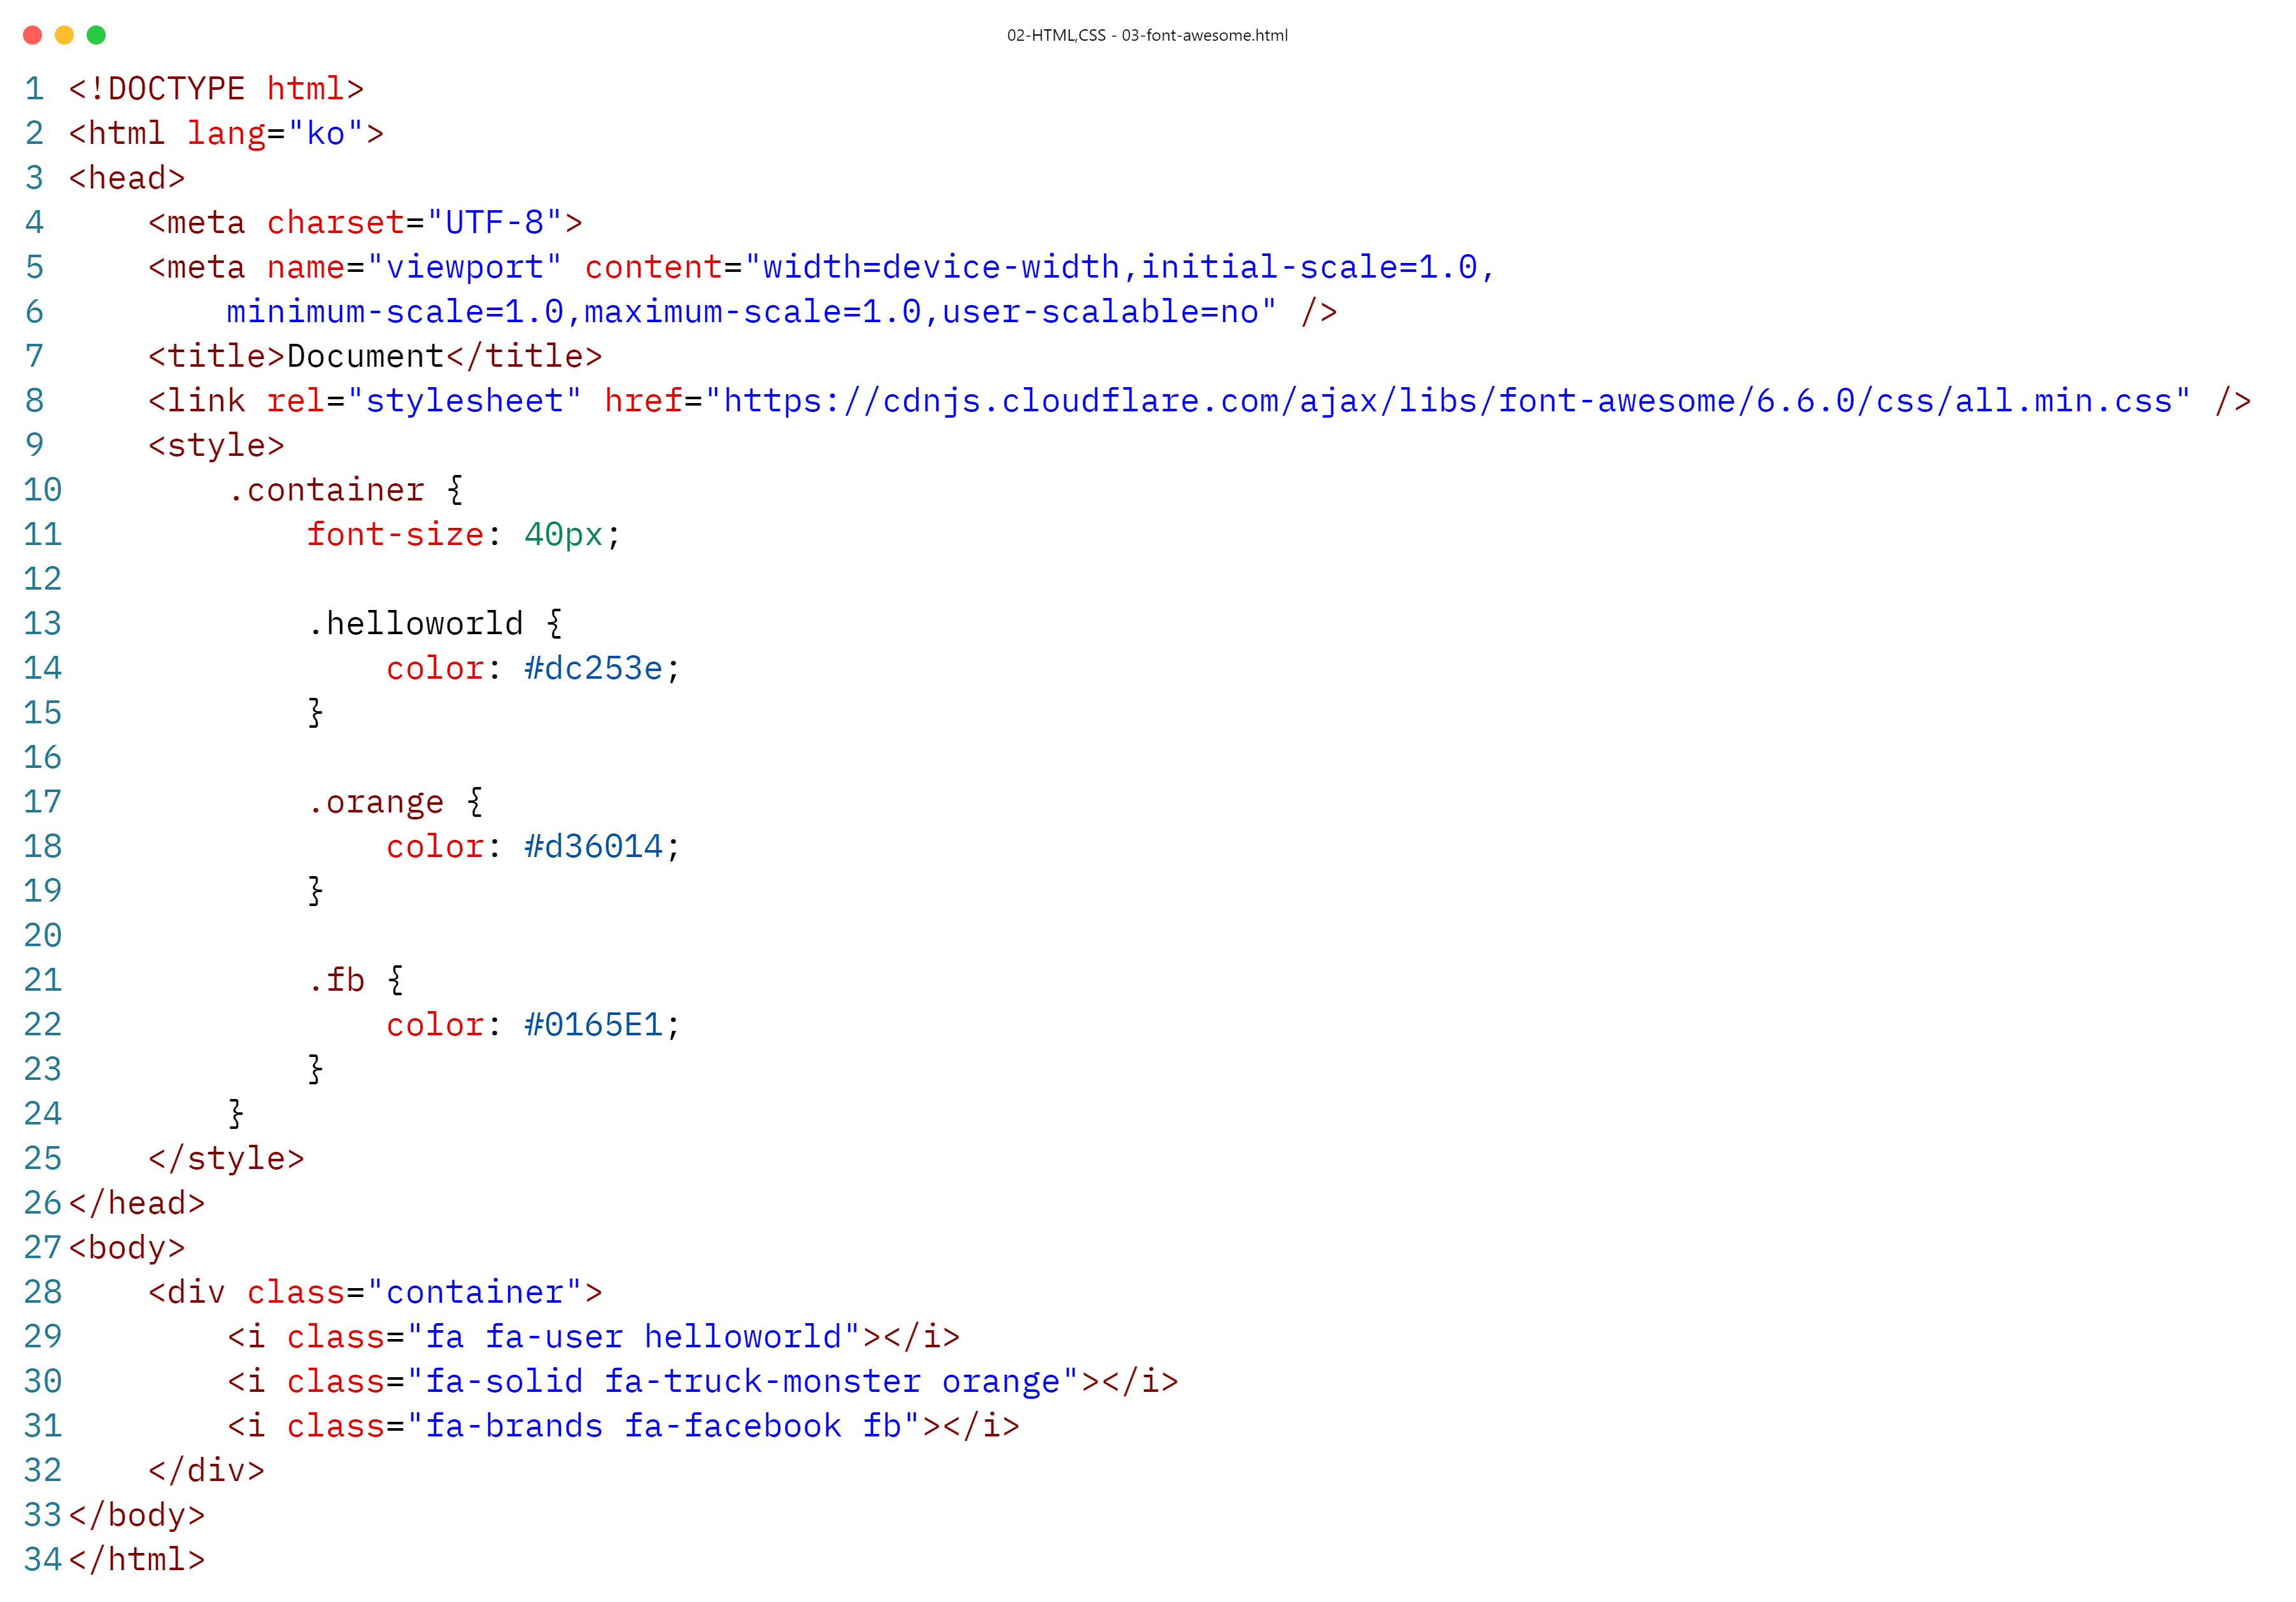 02-HTML,CSS - 03-font-awesome.html
1 <!DOCTYPE html>
2 <html lang="ko">
3 <head>
4     <meta charset="UTF-8">
5     <meta name="viewport" content="width=device-width,initial-scale=1.0,
6         minimum-scale=1.0,maximum-scale=1.0,user-scalable=no" />
7     <title>Document</title>
8     <link rel="stylesheet" href="https://cdnjs.cloudflare.com/ajax/libs/font-awesome/6.6.0/css/all.min.css" />
9     <style>
10         .container {
11             font-size: 40px;
12
13             .helloworld {
14                 color: #dc253e;
15             }
16
17             .orange {
18                 color: #d36014;
19             }
20
21             .fb {
22                 color: #0165E1;
23             }
24         }
25     </style>
26 </head>
27 <body>
28     <div class="container">
29         <i class="fa fa-user helloworld"></i>
30         <i class="fa-solid fa-truck-monster orange"></i>
31         <i class="fa-brands fa-facebook fb"></i>
32     </div>
33 </body>
34 </html>